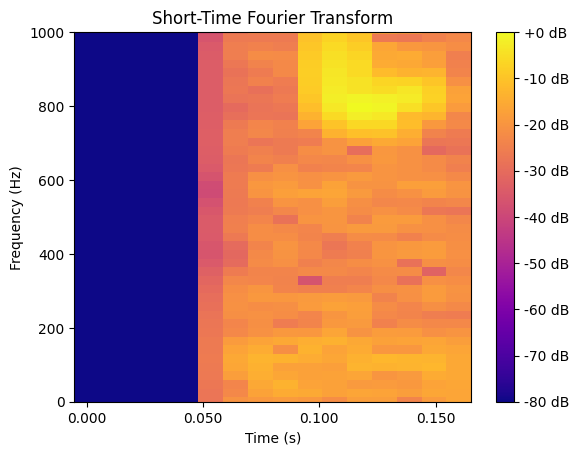 Short-Time Fourier Transform
1000
800
600
400
200
0
Frequency (Hz)
0.000
0.050
0.100
0.150
Time (s)
+0 dB
-10 dB
-20 dB
-30 dB
-40 dB
-50 dB
-60 dB
-70 dB
-80 dB